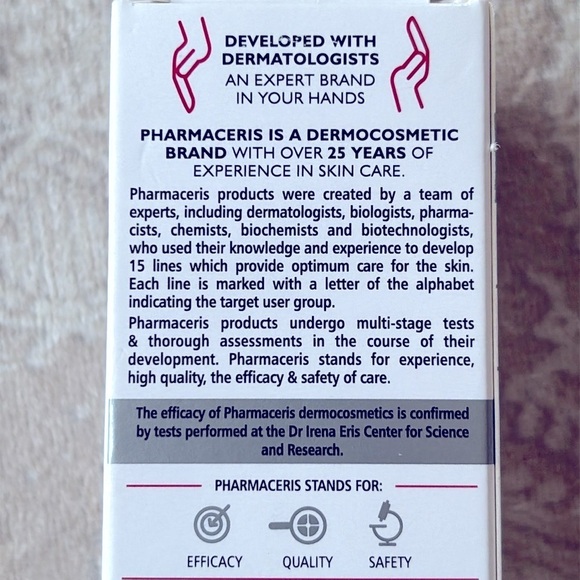 DEVELOPED WITH
DERMATOLOGISTS
AN EXPERT BRAND
IN YOUR HANDS
PHARMACERIS IS A DERMOCOSMETIC
BRAND WITH OVER 25 YEARS OF
EXPERIENCE IN SKIN CARE.
Pharmaceris products were created by a team of
experts, including dermatologists, biologists, pharma-
cists, chemists, biochemists and biotechnologists,
who used their knowledge and experience to develop
15 lines which provide optimum care for the skin.
Each line is marked with a letter of the alphabet
indicating the target user group.
Pharmaceris products undergo multi-stage tests
& thorough assessments in the course of their
development. Pharmaceris stands for experience,
high quality, the efficacy & safety of care.
The efficacy of Pharmaceris dermocosmetics is confirmed
by tests performed at the Dr Irena Eris Center for Science
and Research.
PHARMACERIS STANDS FOR:
EFFICACY QUALITY SAFETY